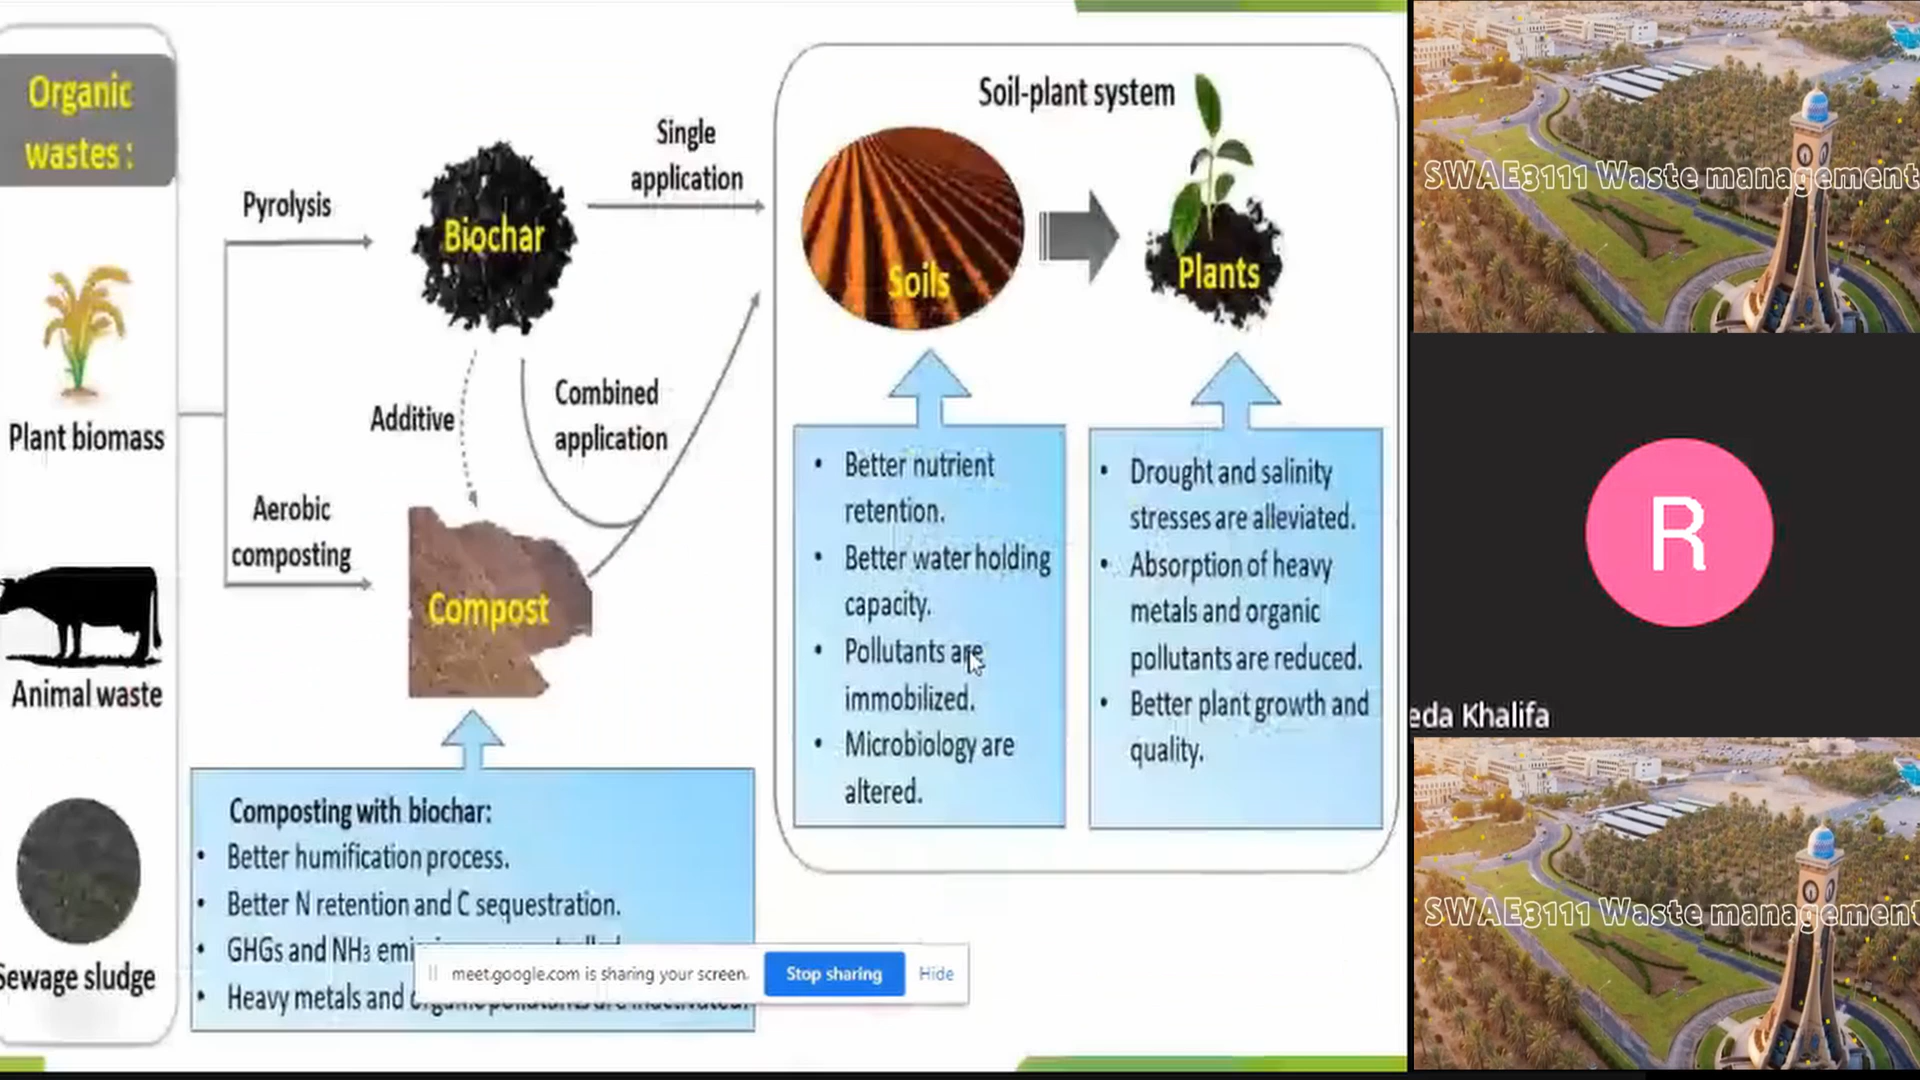 Organic
wastes :
Plant biomass
Animal waste
Sewage sludge
Pyrolysis
Aerobic
composting
Biochar
Additive
Compost
Single
application
Combined
application
Soil-plant system
Soils
Plants
• Better nutrient
retention.
• Better water holding
capacity.
• Pollutants are
immobilized.
• Microbiology are
altered.
• Drought and salinity
stresses are alleviated.
• Absorption of heavy
metals and organic
pollutants are reduced.
• Better plant growth and
quality.
Composting with biochar:
• Better humification process.
• Better N retention and C sequestration.
• GHGs and NH₃
• Heavy metals and organic pollutants are inactivated.
meet.google.com is sharing your screen.
Stop sharing
Hide
SWAE3111 Waste management
R
eda Khalifa
SWAE3111 Waste management